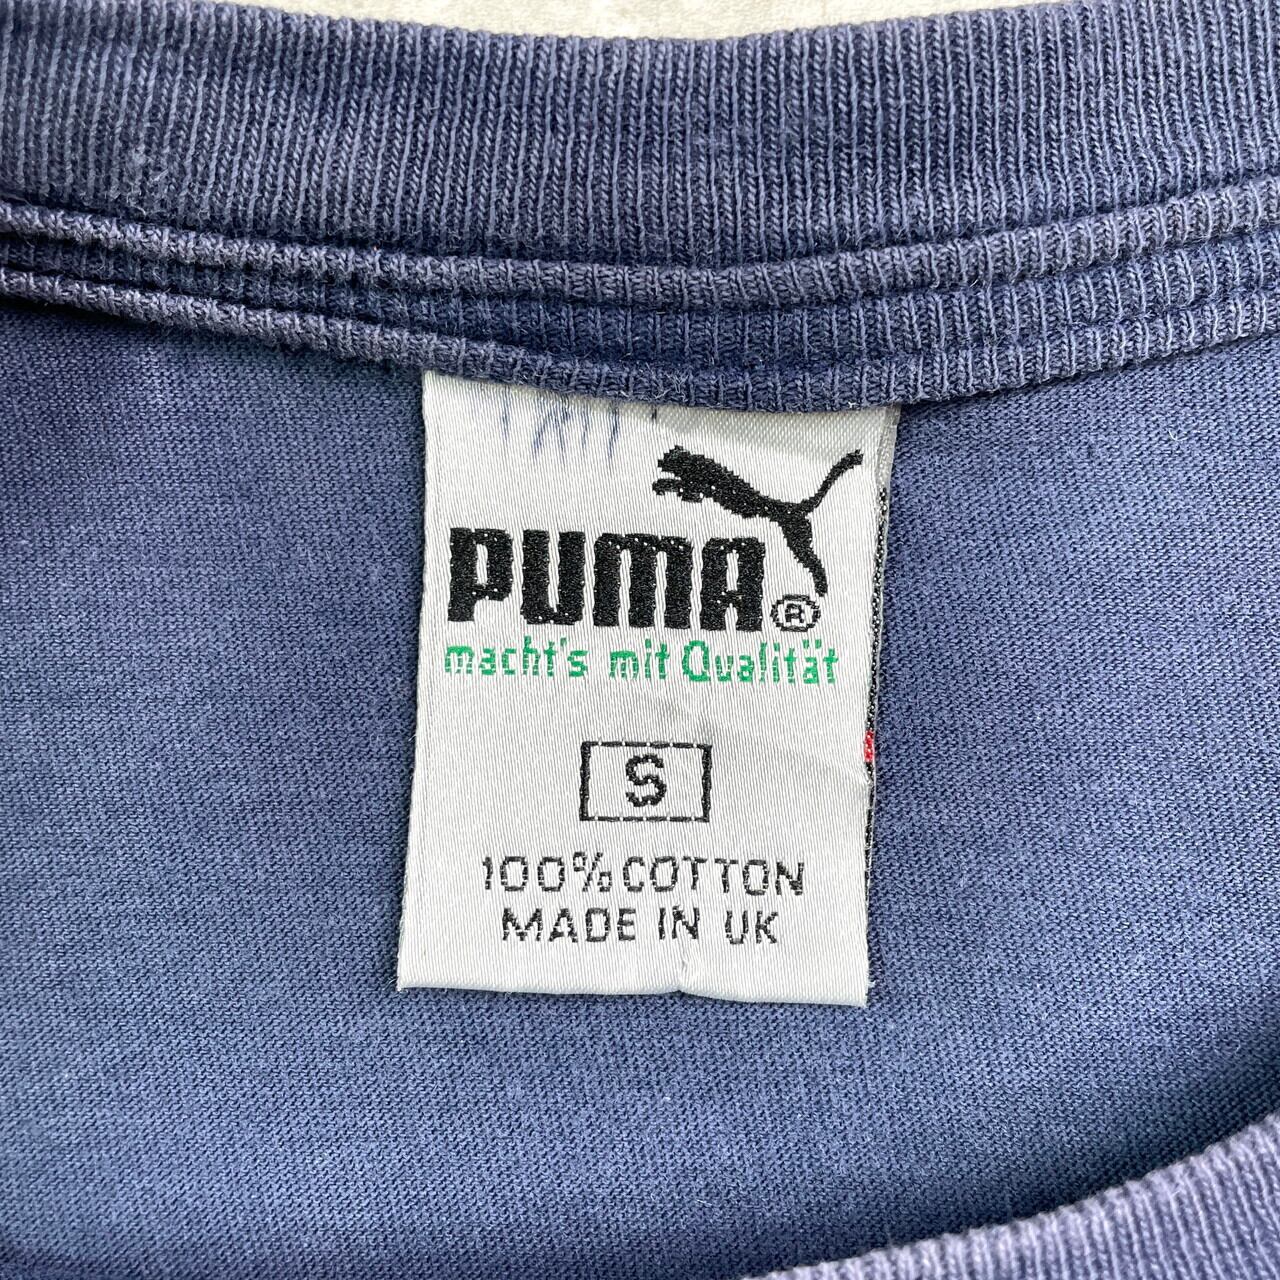 PUMA®
macht's mit Qualität
S
100% COTTON
MADE IN UK